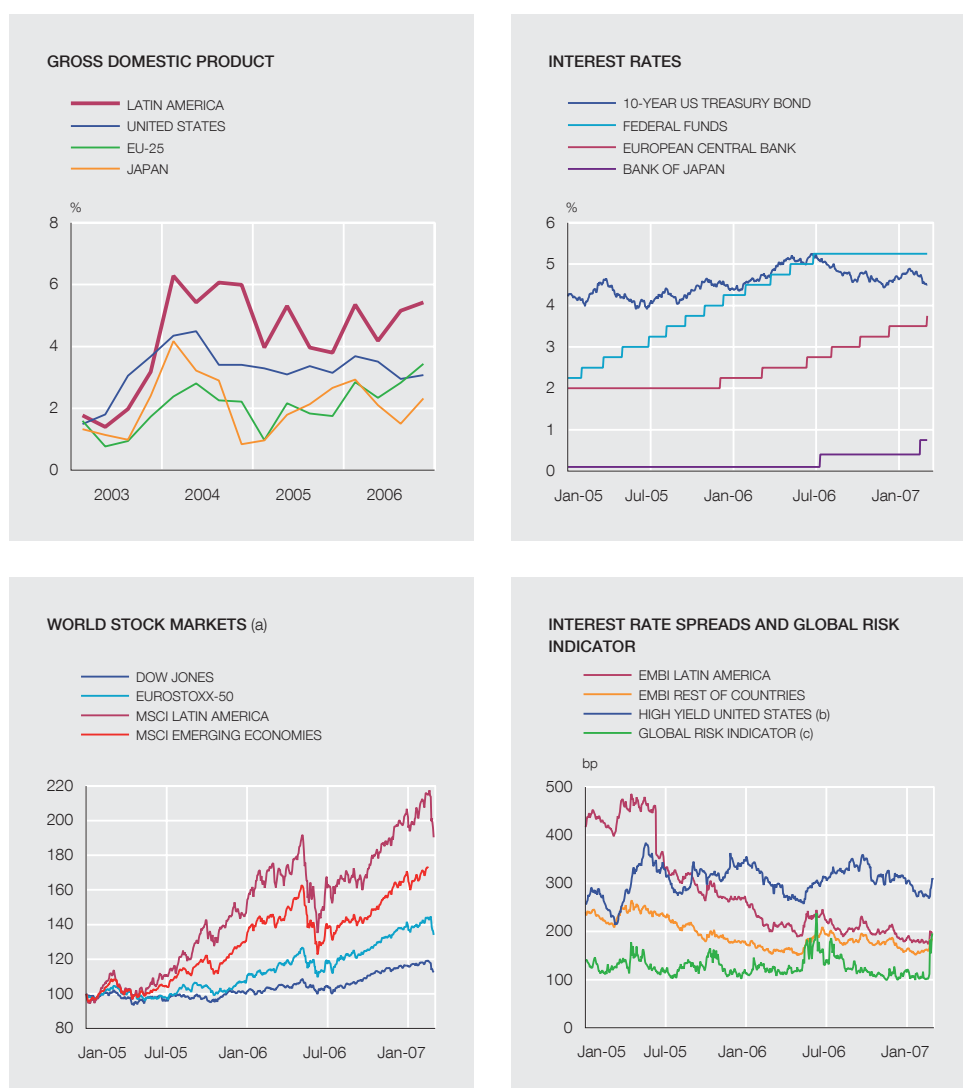 GROSS DOMESTIC PRODUCT
LATIN AMERICA
UNITED STATES
EU-25
JAPAN
%
8
6
4
2
0
2003 2004 2005 2006
INTEREST RATES
10-YEAR US TREASURY BOND
FEDERAL FUNDS
EUROPEAN CENTRAL BANK
BANK OF JAPAN
%
6
5
4
3
2
1
0
Jan-05 Jul-05 Jan-06 Jul-06 Jan-07
WORLD STOCK MARKETS (a)
DOW JONES
EUROSTOXX-50
MSCI LATIN AMERICA
MSCI EMERGING ECONOMIES
220
200
180
160
140
120
100
80
Jan-05 Jul-05 Jan-06 Jul-06 Jan-07
INTEREST RATE SPREADS AND GLOBAL RISK
INDICATOR
EMBI LATIN AMERICA
EMBI REST OF COUNTRIES
HIGH YIELD UNITED STATES (b)
GLOBAL RISK INDICATOR (c)
bp
500
400
300
200
100
0
Jan-05 Jul-05 Jan-06 Jul-06 Jan-07